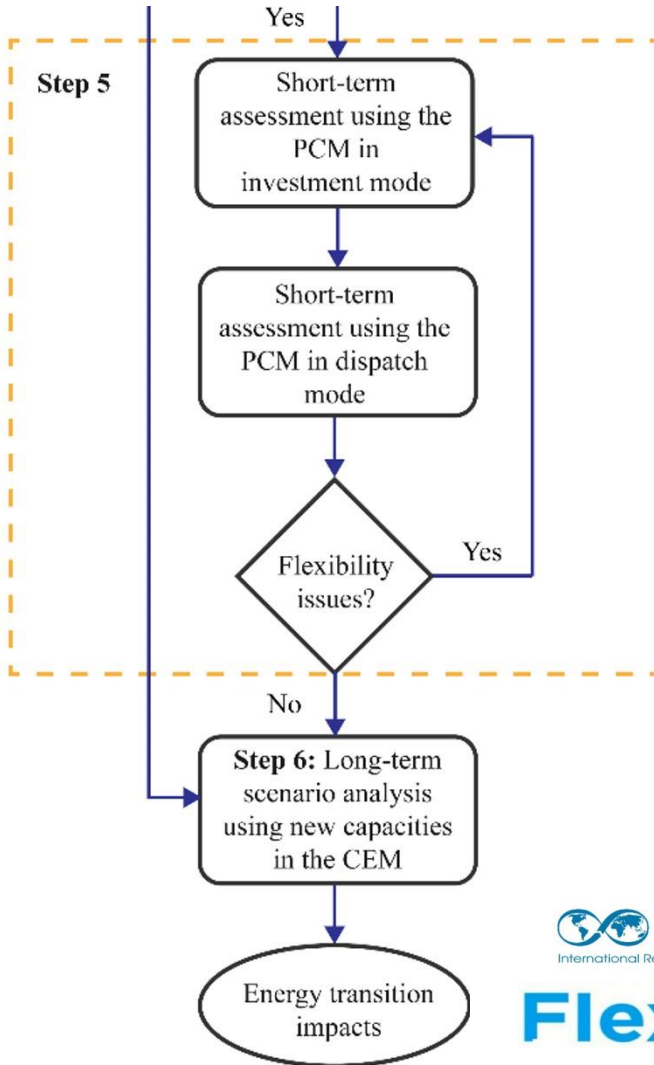 Yes
Step 5
Short-term
assessment using the
PCM in
investment mode
Short-term
assessment using the
PCM in dispatch
mode
Flexibility
issues?
Yes
No
Step 6: Long-term
scenario analysis
using new capacities
in the CEM
Energy transition
impacts
International